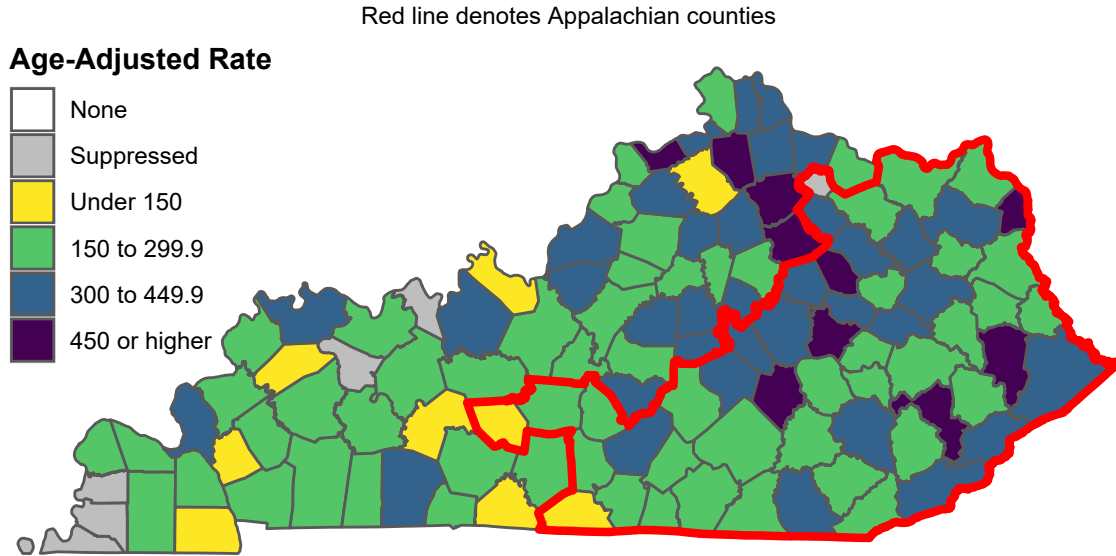 Red line denotes Appalachian counties
Age-Adjusted Rate
None
Suppressed
Under 150
150 to 299.9
300 to 449.9
450 or higher